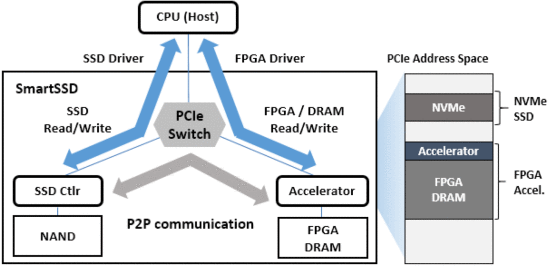 CPU (Host)
SSD Driver
FPGA Driver
PCIe Address Space
SmartSSD
SSD
Read/Write
PCIe
Switch
FPGA / DRAM
Read/Write
NVMe
NVMe
SSD
Accelerator
FPGA
DRAM
FPGA
Accel.
SSD Ctlr
Accelerator
P2P communication
NAND
FPGA
DRAM